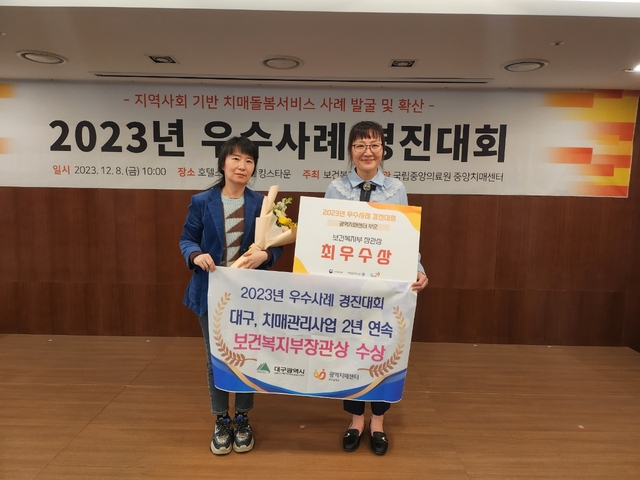 - 지역사회 기반 치매돌봄서비스 사례 발굴 및 확산 -
2023년 우수사례 경진대회
일시 2023. 12. 8.(금) 10:00 장소 호텔 킹스타운 주최 보건복 국립중앙의료원 중앙치매센터
2023년 우수사례 경진대회
광역치매센터 부문
보건복지부 장관상
최우수상
2023년 우수사례 경진대회
대구, 치매관리사업 2년 연속
보건복지부장관상 수상
대구광역시 광역치매센터